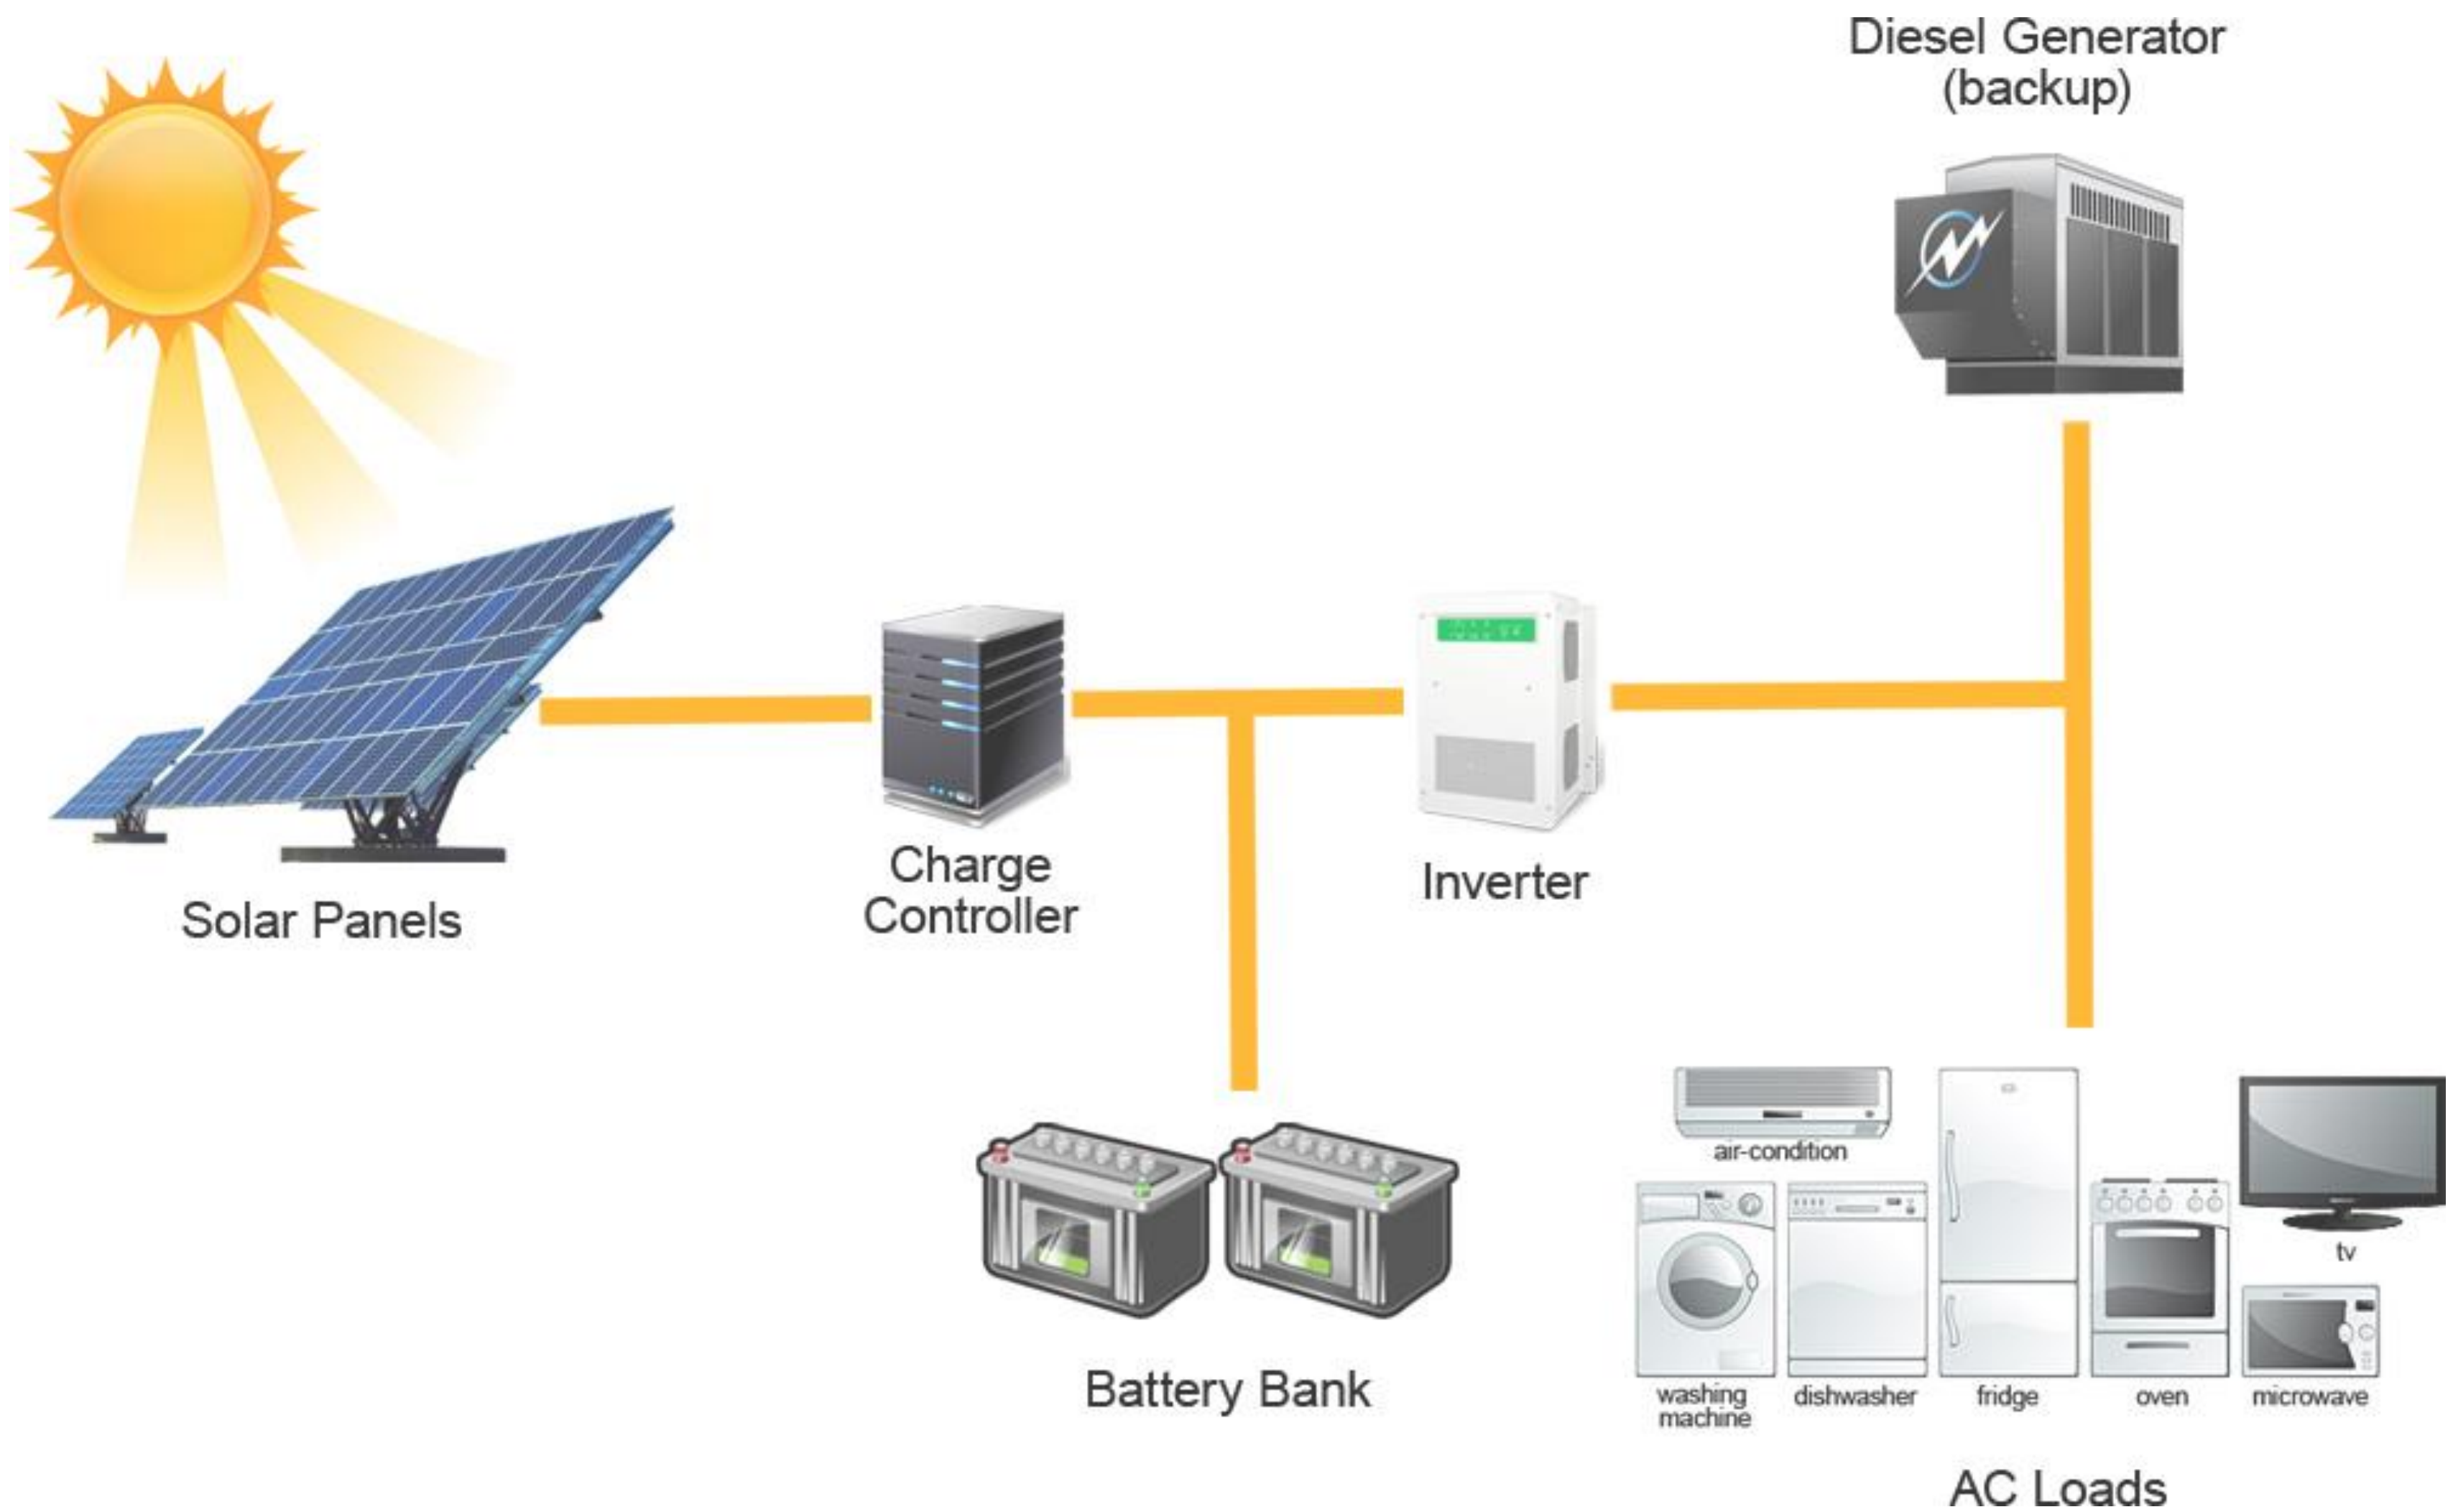 Diesel Generator
(backup)
Solar Panels
Charge
Controller
Inverter
Battery Bank
air-condition
tv
washing
machine
dishwasher
fridge
oven
microwave
AC Loads